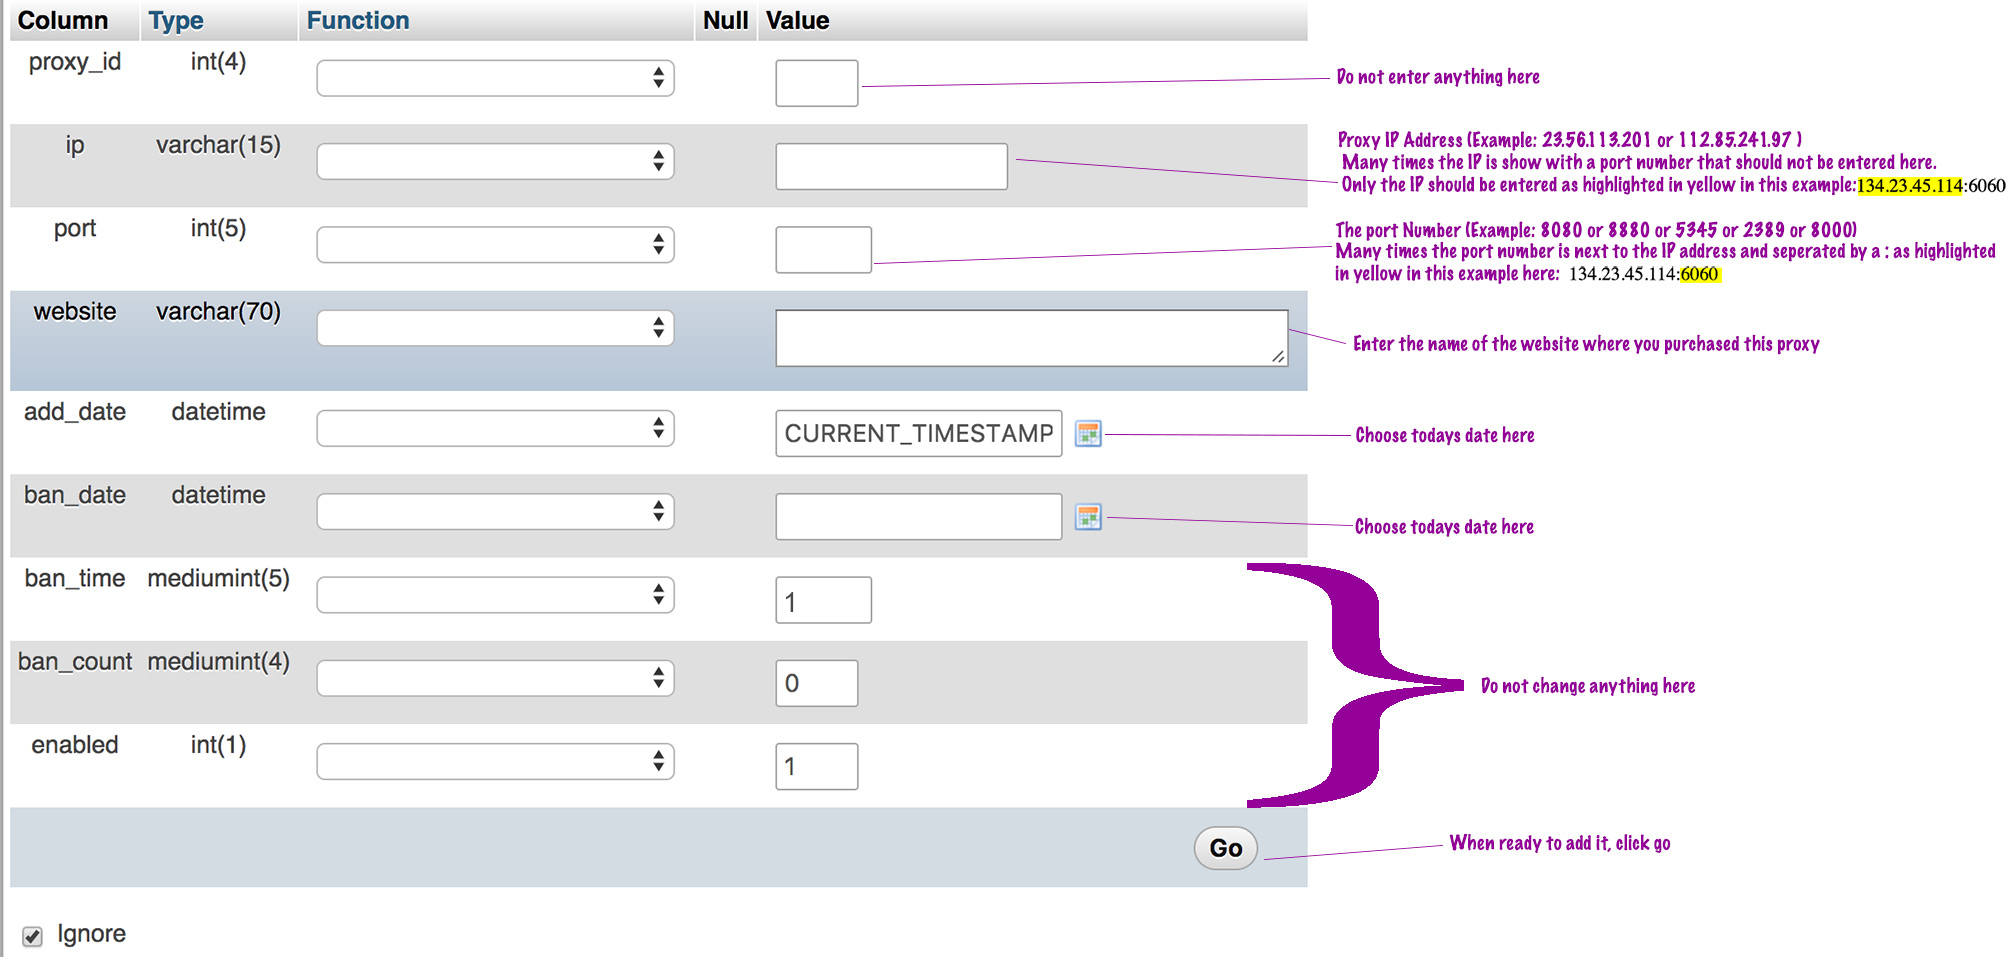 Column Type Function Null Value
proxy_id int(4)
Do not enter anything here
ip varchar(15)
Proxy IP Address (Example: 23.56.113.201 or 112.85.241.97 )
Many times the IP is show with a port number that should not be entered here.
Only the IP should be entered as highlighted in yellow in this example:134.23.45.114:6060
port int(5)
The port Number (Example: 8080 or 8880 or 5345 or 2389 or 8000)
Many times the port number is next to the IP address and seperated by a : as highlighted
in yellow in this example here: 134.23.45.114:6060
website varchar(70)
Enter the name of the website where you purchased this proxy
add_date datetime CURRENT_TIMESTAMP
Choose todays date here
ban_date datetime
Choose todays date here
ban_time mediumint(5) 1
ban_count mediumint(4) 0
Do not change anything here
enabled int(1) 1
Go
When ready to add it, click go
Ignore